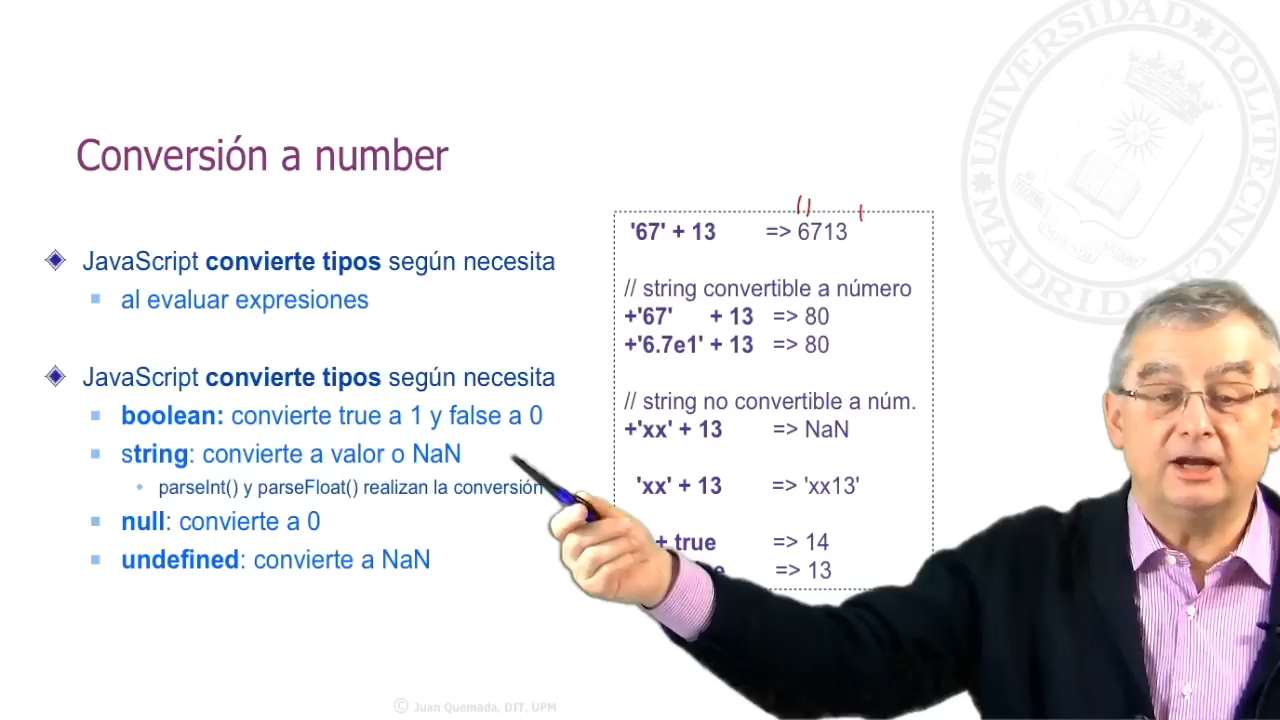 Conversión a number
JavaScript convierte tipos según necesita
al evaluar expresiones
JavaScript convierte tipos según necesita
boolean: convierte true a 1 y false a 0
string: convierte a valor o NaN
parseInt() y parseFloat() realizan la conversión
null: convierte a 0
undefined: convierte a NaN
'67' + 13 => 6713
// string convertible a número
+'67' + 13 => 80
+'6.7e1' + 13 => 80
// string no convertible a núm.
+'xx' + 13 => NaN
'xx' + 13 => 'xx13'
+ true => 14
=> 13
UNIVERSIDAD POLITÉCNICA
MADRID
© Juan Quemada, DIT, UPM